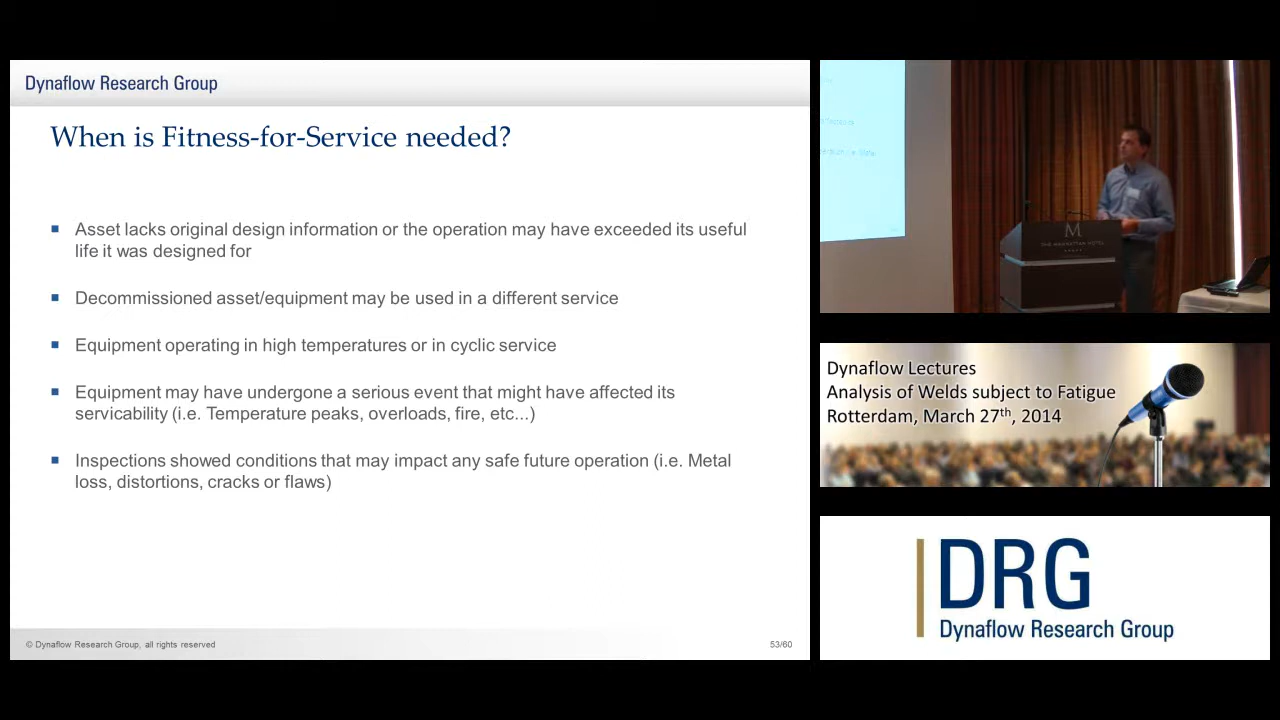 Dynaflow Research Group
When is Fitness-for-Service needed?
Asset lacks original design information or the operation may have exceeded its useful
life it was designed for
Decommissioned asset/equipment may be used in a different service
Equipment operating in high temperatures or in cyclic service
Equipment may have undergone a serious event that might have affected its
servicability (i.e. Temperature peaks, overloads, fire, etc...)
Inspections showed conditions that may impact any safe future operation (i.e. Metal
loss, distortions, cracks or flaws)
© Dynaflow Research Group, all rights reserved
53/60
M
THE MANHATTAN HOTEL
Dynaflow Lectures
Analysis of Welds subject to Fatigue
Rotterdam, March 27th, 2014
DRG
Dynaflow Research Group